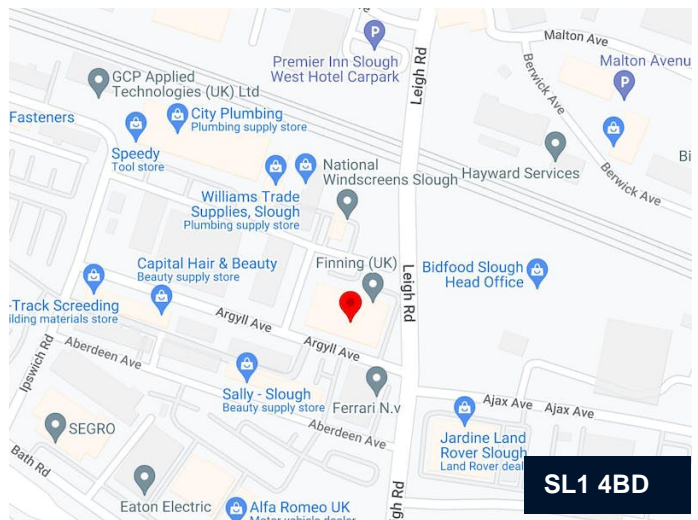 Malton Ave
Premier Inn Slough
West Hotel Carpark
Leigh Rd
Malton Avenu
Berwick Ave
GCP Applied
Technologies (UK) Ltd
City Plumbing
Plumbing supply store
Fasteners
Speedy
Tool store
National
Windscreens Slough
Hayward Services
Bi
Berwick Ave
Williams Trade
Supplies, Slough
Plumbing supply store
Capital Hair & Beauty
Beauty supply store
Finning (UK)
Leigh Rd
Bidfood Slough
Head Office
-Track Screeding
ilding materials store
Argyll Ave
Argyll Ave
Ipswich Rd
Aberdeen Ave
Sally - Slough
Beauty supply store
Ferrari N.v
Ajax Ave
Ajax Ave
SEGRO
Aberdeen Ave
Jardine Land
Rover Slough
Land Rover deal
Bath Rd
SL1 4BD
Eaton Electric
Alfa Romeo UK
Motor vehicle dealer
gh Rd